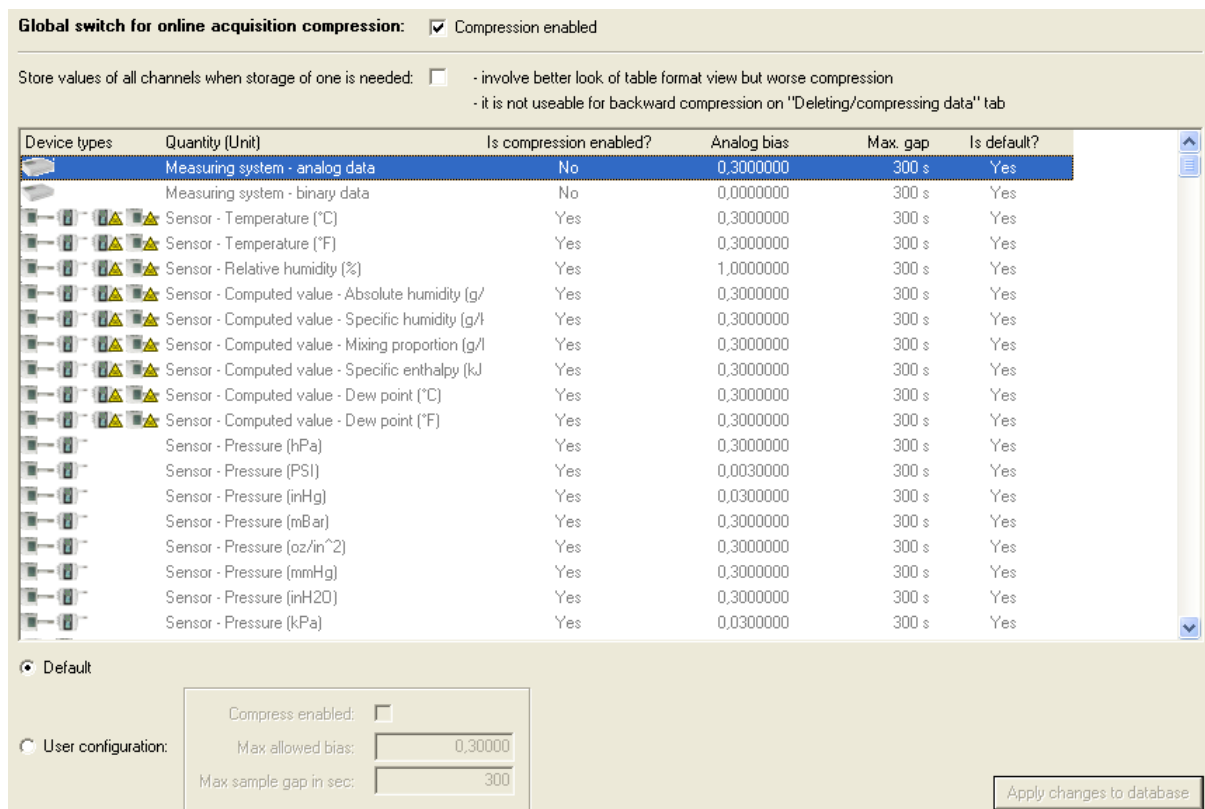 Global switch for online acquisition compression: Compression enabled
Store values of all channels when storage of one is needed: - involve better look of table format view but worse compression
- it is not useable for backward compression on "Deleting/compressing data" tab
Device types Quantity (Unit) Is compression enabled? Analog bias Max. gap Is default?
Measuring system - analog data No 0,3000000 300 s Yes
Measuring system - binary data No 0,0000000 300 s Yes
Sensor - Temperature (°C) Yes 0,3000000 300 s Yes
Sensor - Temperature (°F) Yes 0,3000000 300 s Yes
Sensor - Relative humidity (%) Yes 1,0000000 300 s Yes
Sensor - Computed value - Absolute humidity (g/ Yes 0,3000000 300 s Yes
Sensor - Computed value - Specific humidity (g/ Yes 0,3000000 300 s Yes
Sensor - Computed value - Mixing proportion (g/ Yes 0,3000000 300 s Yes
Sensor - Computed value - Specific enthalpy (kJ Yes 0,3000000 300 s Yes
Sensor - Computed value - Dew point (°C) Yes 0,3000000 300 s Yes
Sensor - Computed value - Dew point (°F) Yes 0,3000000 300 s Yes
Sensor - Pressure (hPa) Yes 0,3000000 300 s Yes
Sensor - Pressure (PSI) Yes 0,0030000 300 s Yes
Sensor - Pressure (inHg) Yes 0,0300000 300 s Yes
Sensor - Pressure (mBar) Yes 0,3000000 300 s Yes
Sensor - Pressure (oz/in^2) Yes 0,3000000 300 s Yes
Sensor - Pressure (mmHg) Yes 0,3000000 300 s Yes
Sensor - Pressure (inH2O) Yes 0,3000000 300 s Yes
Sensor - Pressure (kPa) Yes 0,0300000 300 s Yes
Default
Compress enabled:
User configuration: Max allowed bias: 0,30000
Max sample gap in sec: 300
Apply changes to database